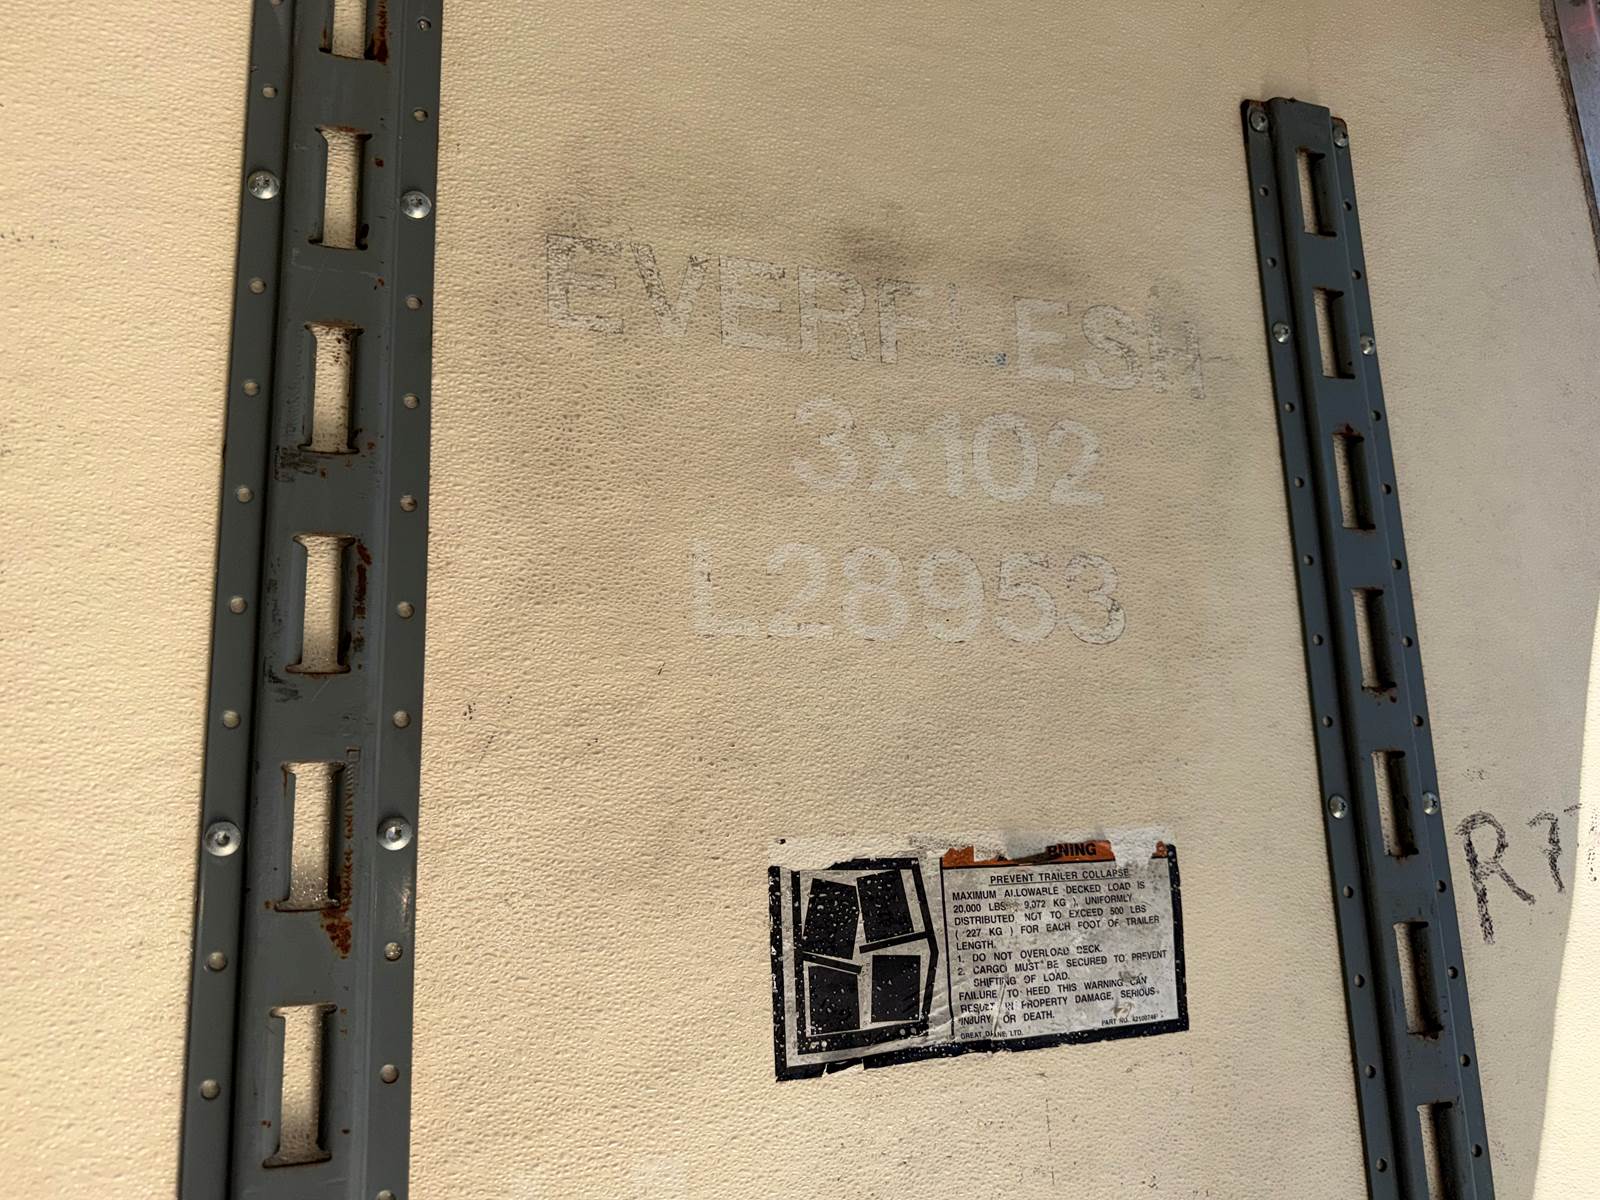 EVERFLESH
3x102
L28953
RNING
PREVENT TRAILER COLLAPSE
MAXIMUM ALLOWABLE DECKED LOAD IS
20,000 LBS ( 9,072 KG ), UNIFORMLY
DISTRIBUTED, NOT TO EXCEED 500 LBS
( 227 KG ) FOR EACH FOOT OF TRAILER
LENGTH.
1. DO NOT OVERLOAD DECK.
2. CARGO MUST BE SECURED TO PREVENT
SHIFTING OF LOAD.
FAILURE TO HEED THIS WARNING CAN
RESULT IN PROPERTY DAMAGE, SERIOUS
INJURY OR DEATH.
GREAT DANE, LTD. PART NO.